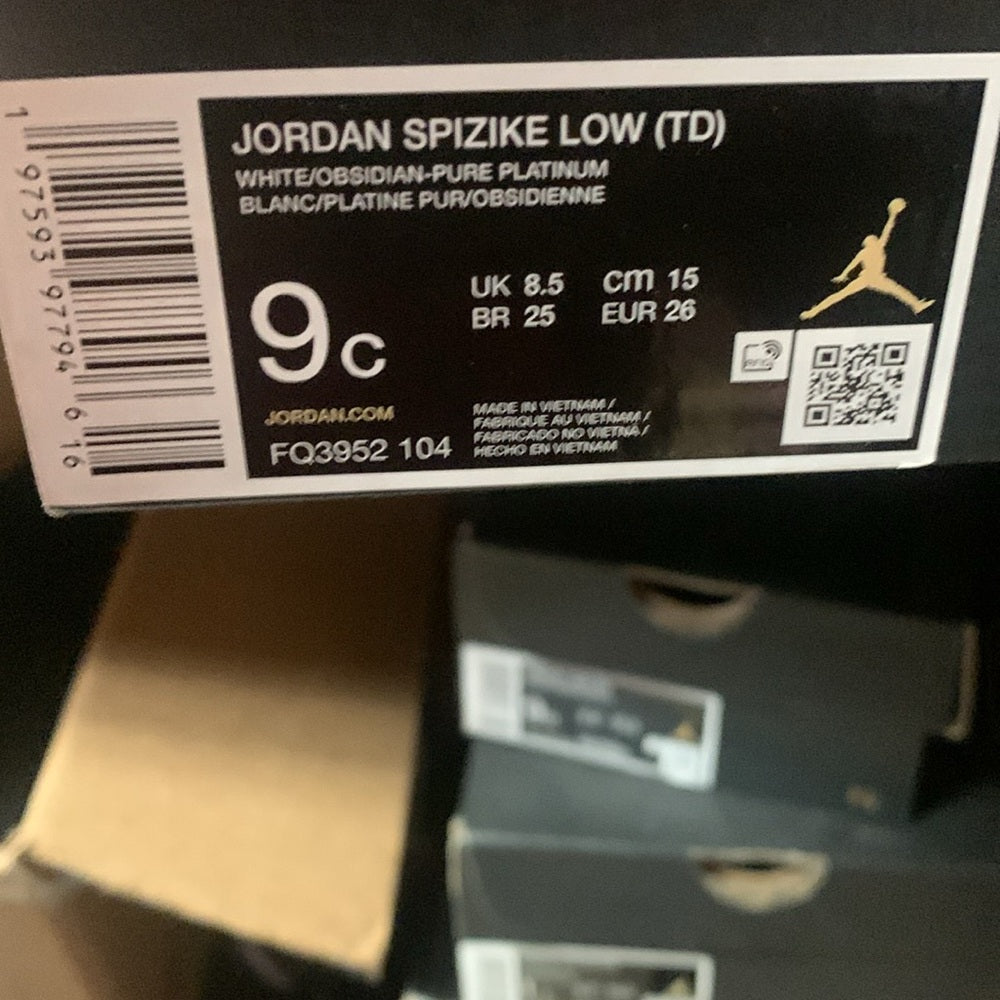 JORDAN SPIZIKE LOW (TD)
WHITE/OBSIDIAN-PURE PLATINUM
BLANC/PLATINE PUR/OBSIDIENNE
9c
UK 8.5 cm 15
BR 25 EUR 26
JORDAN.COM
FQ3952 104
MADE IN VIETNAM /
FABRIQUE AU VIETNAM /
FABRICADO NO VIETNA /
HECHO EN VIETNAM
1 97593 97794 6 16